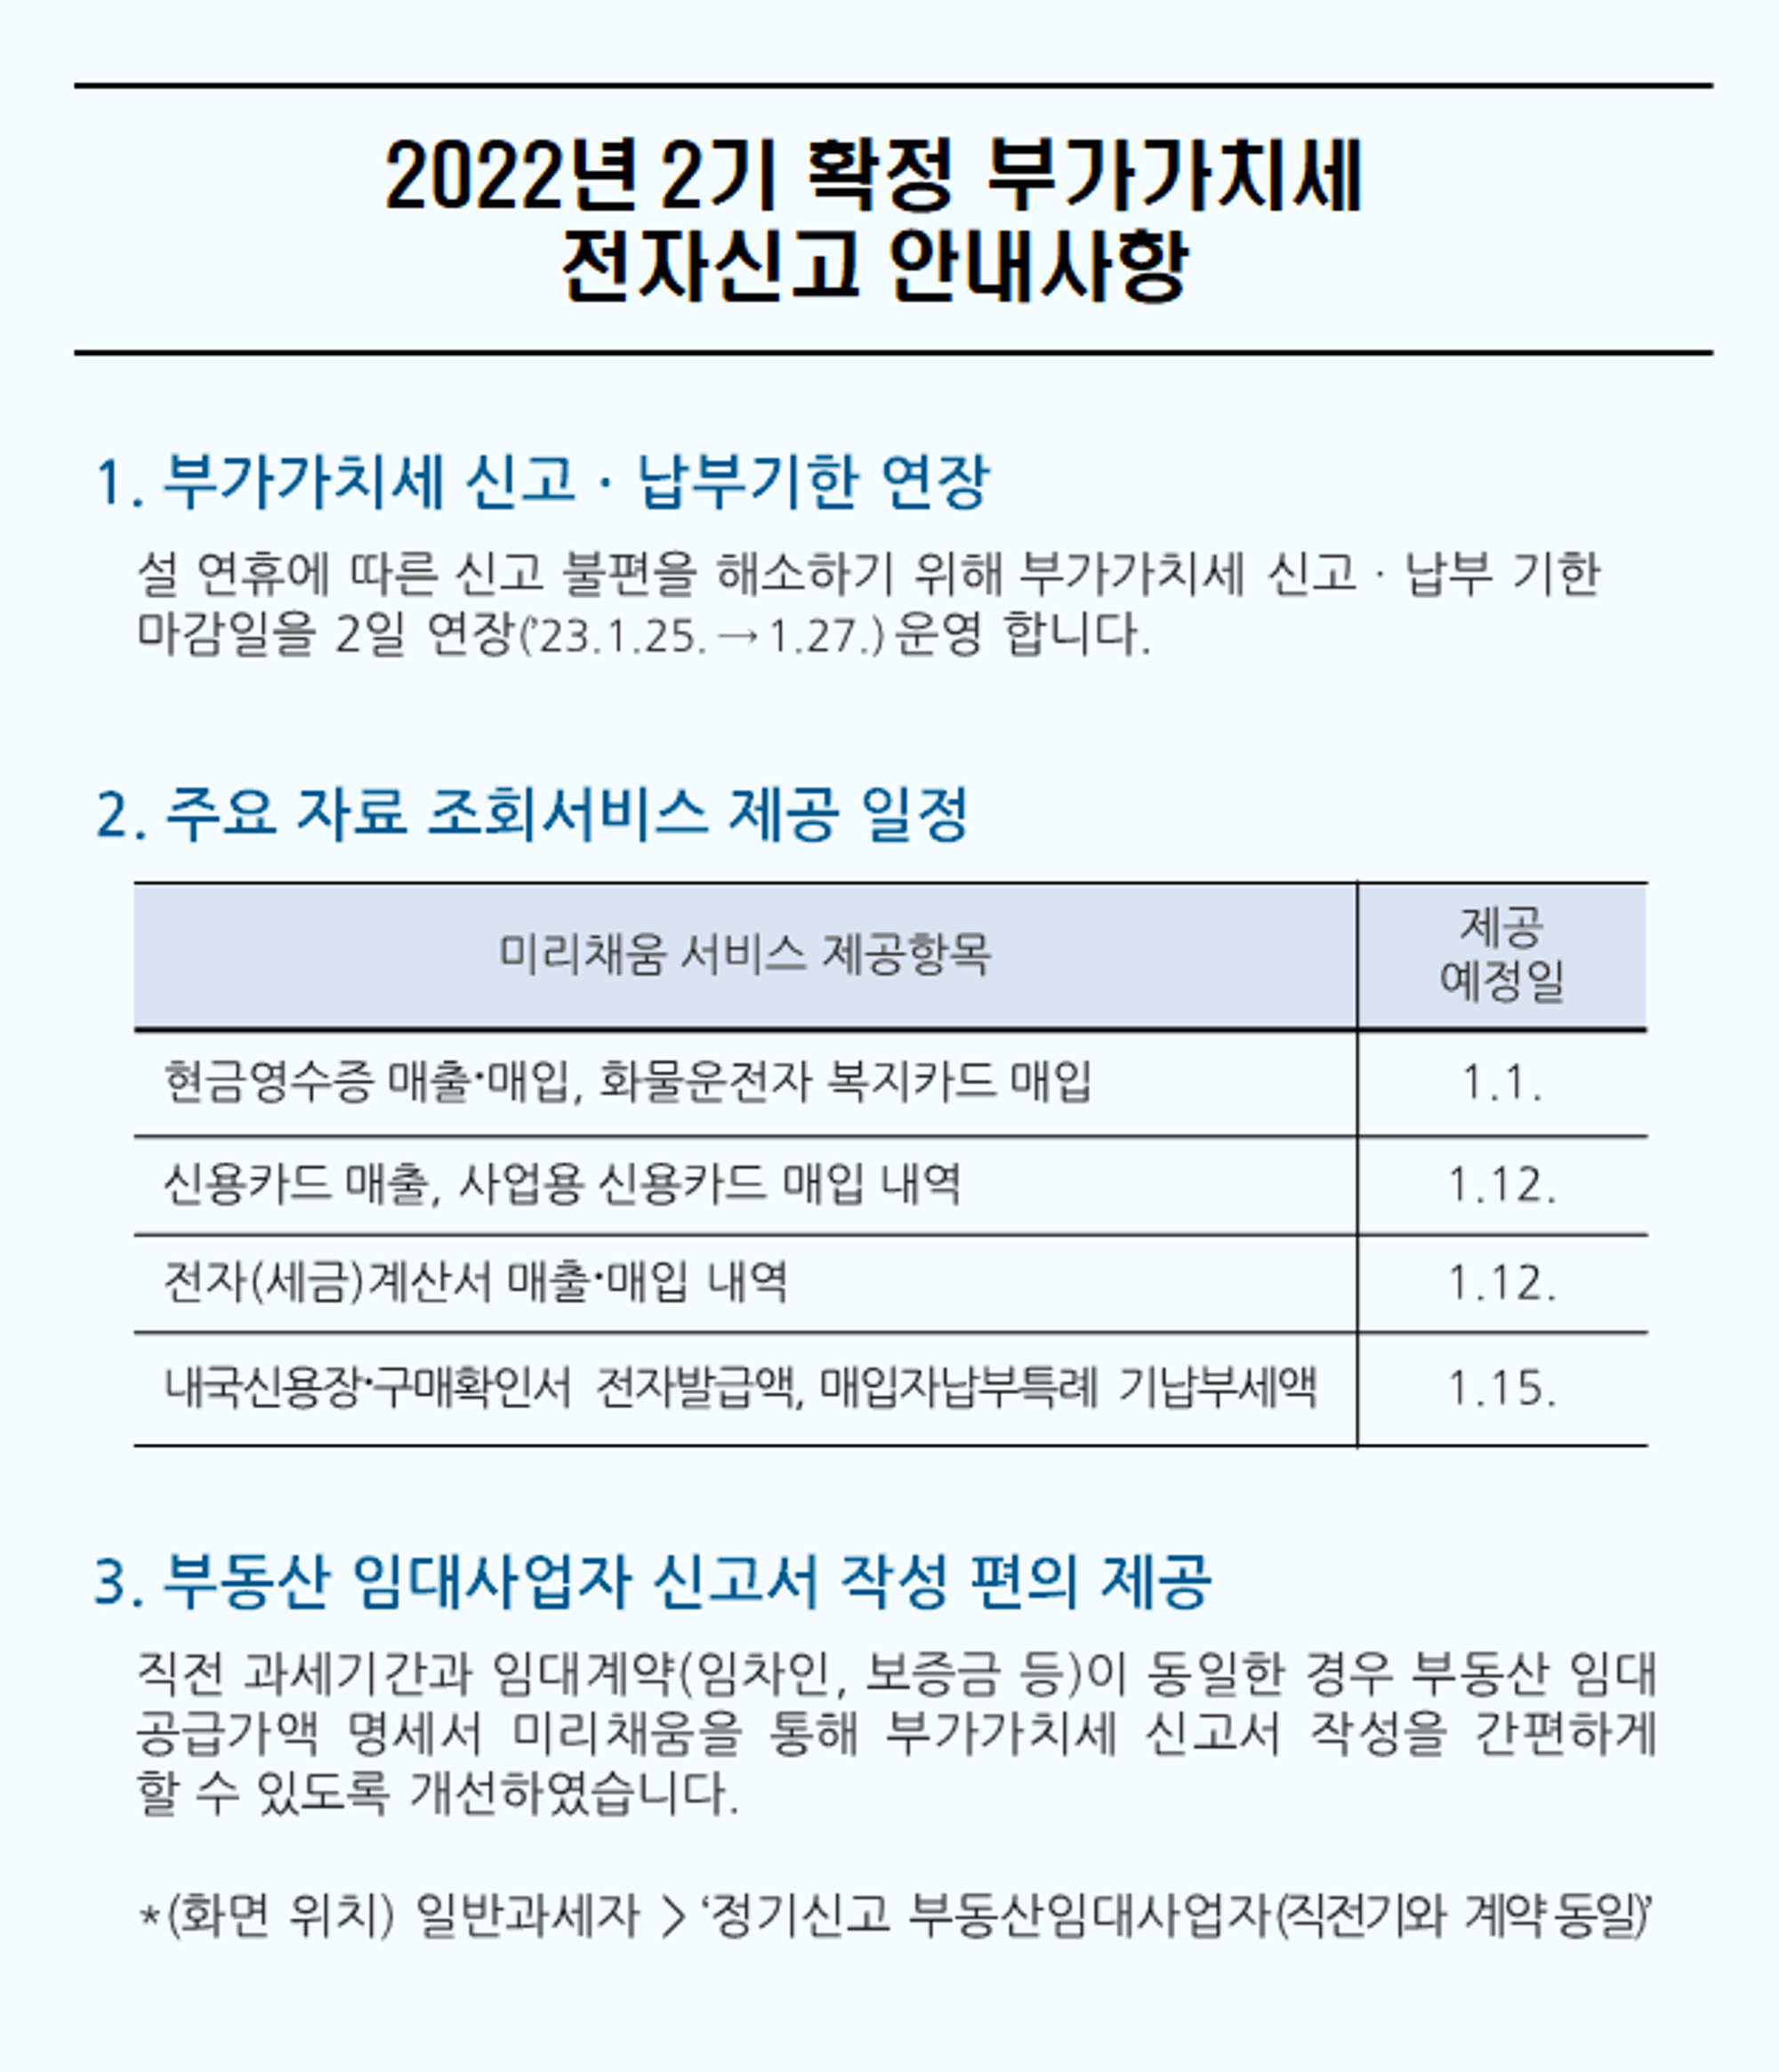 2022년 2기 확정 부가가치세
전자신고 안내사항
1. 부가가치세 신고 · 납부기한 연장
설 연휴에 따른 신고 불편을 해소하기 위해 부가가치세 신고 · 납부 기한
마감일을 2일 연장(’23.1.25. → 1.27.) 운영 합니다.
2. 주요 자료 조회서비스 제공 일정
미리채움 서비스 제공항목
제공
예정일
현금영수증 매출·매입, 화물운전자 복지카드 매입 1.1.
신용카드 매출, 사업용 신용카드 매입 내역 1.12.
전자(세금)계산서 매출·매입 내역 1.12.
내국신용장·구매확인서 전자발급액, 매입자납부특례 기납부세액 1.15.
3. 부동산 임대사업자 신고서 작성 편의 제공
직전 과세기간과 임대계약(임차인, 보증금 등)이 동일한 경우 부동산 임대
공급가액 명세서 미리채움을 통해 부가가치세 신고서 작성을 간편하게
할 수 있도록 개선하였습니다.
*(화면 위치) 일반과세자 > ‘정기신고 부동산임대사업자(직전기와 계약 동일)’